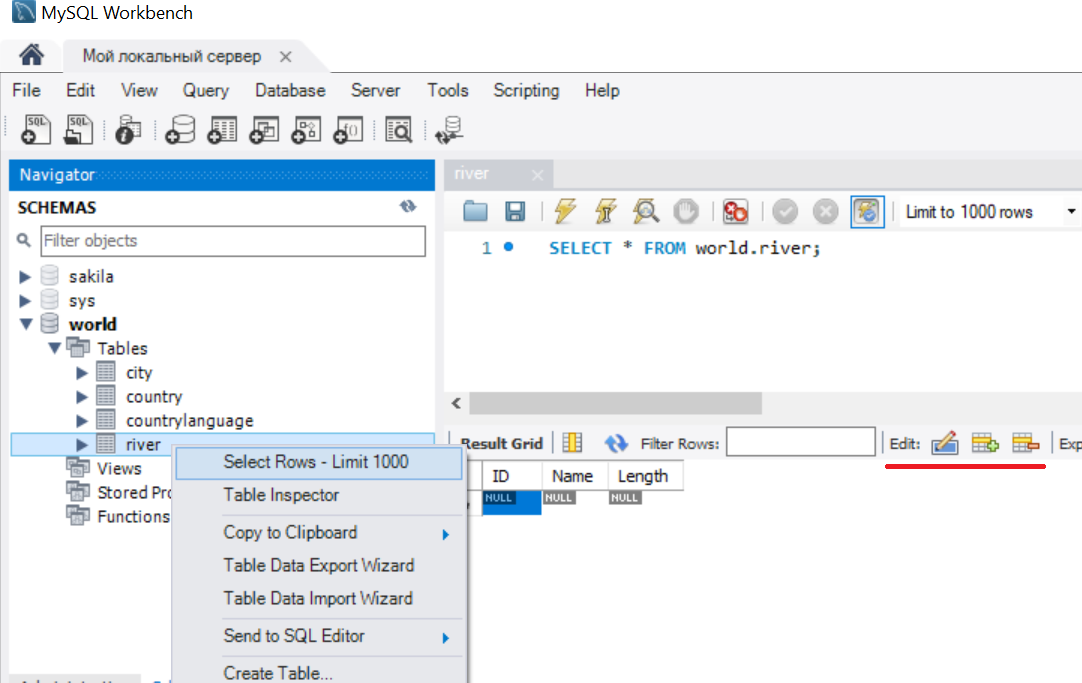 MySQL Workbench
Мой локальный сервер
File Edit View Query Database Server Tools Scripting Help
SQL SQL
Navigator
SCHEMAS
Filter objects
sakila
sys
world
Tables
city
country
countrylanguage
river
Views
Stored Pro
Functions
Select Rows - Limit 1000
Table Inspector
Copy to Clipboard
Table Data Export Wizard
Table Data Import Wizard
Send to SQL Editor
Create Table...
river
Limit to 1000 rows
1 SELECT * FROM world.river;
Result Grid Filter Rows: Edit: Exp
ID Name Length
NULL NULL NULL